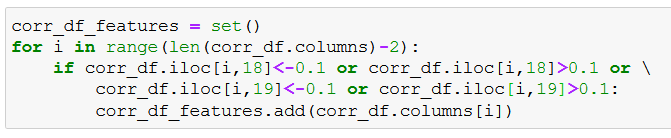 corr_df_features = set()
for i in range(len(corr_df.columns)-2):
    if corr_df.iloc[i,18]<-0.1 or corr_df.iloc[i,18]>0.1 or \
        corr_df.iloc[i,19]<-0.1 or corr_df.iloc[i,19]>0.1:
        corr_df_features.add(corr_df.columns[i])